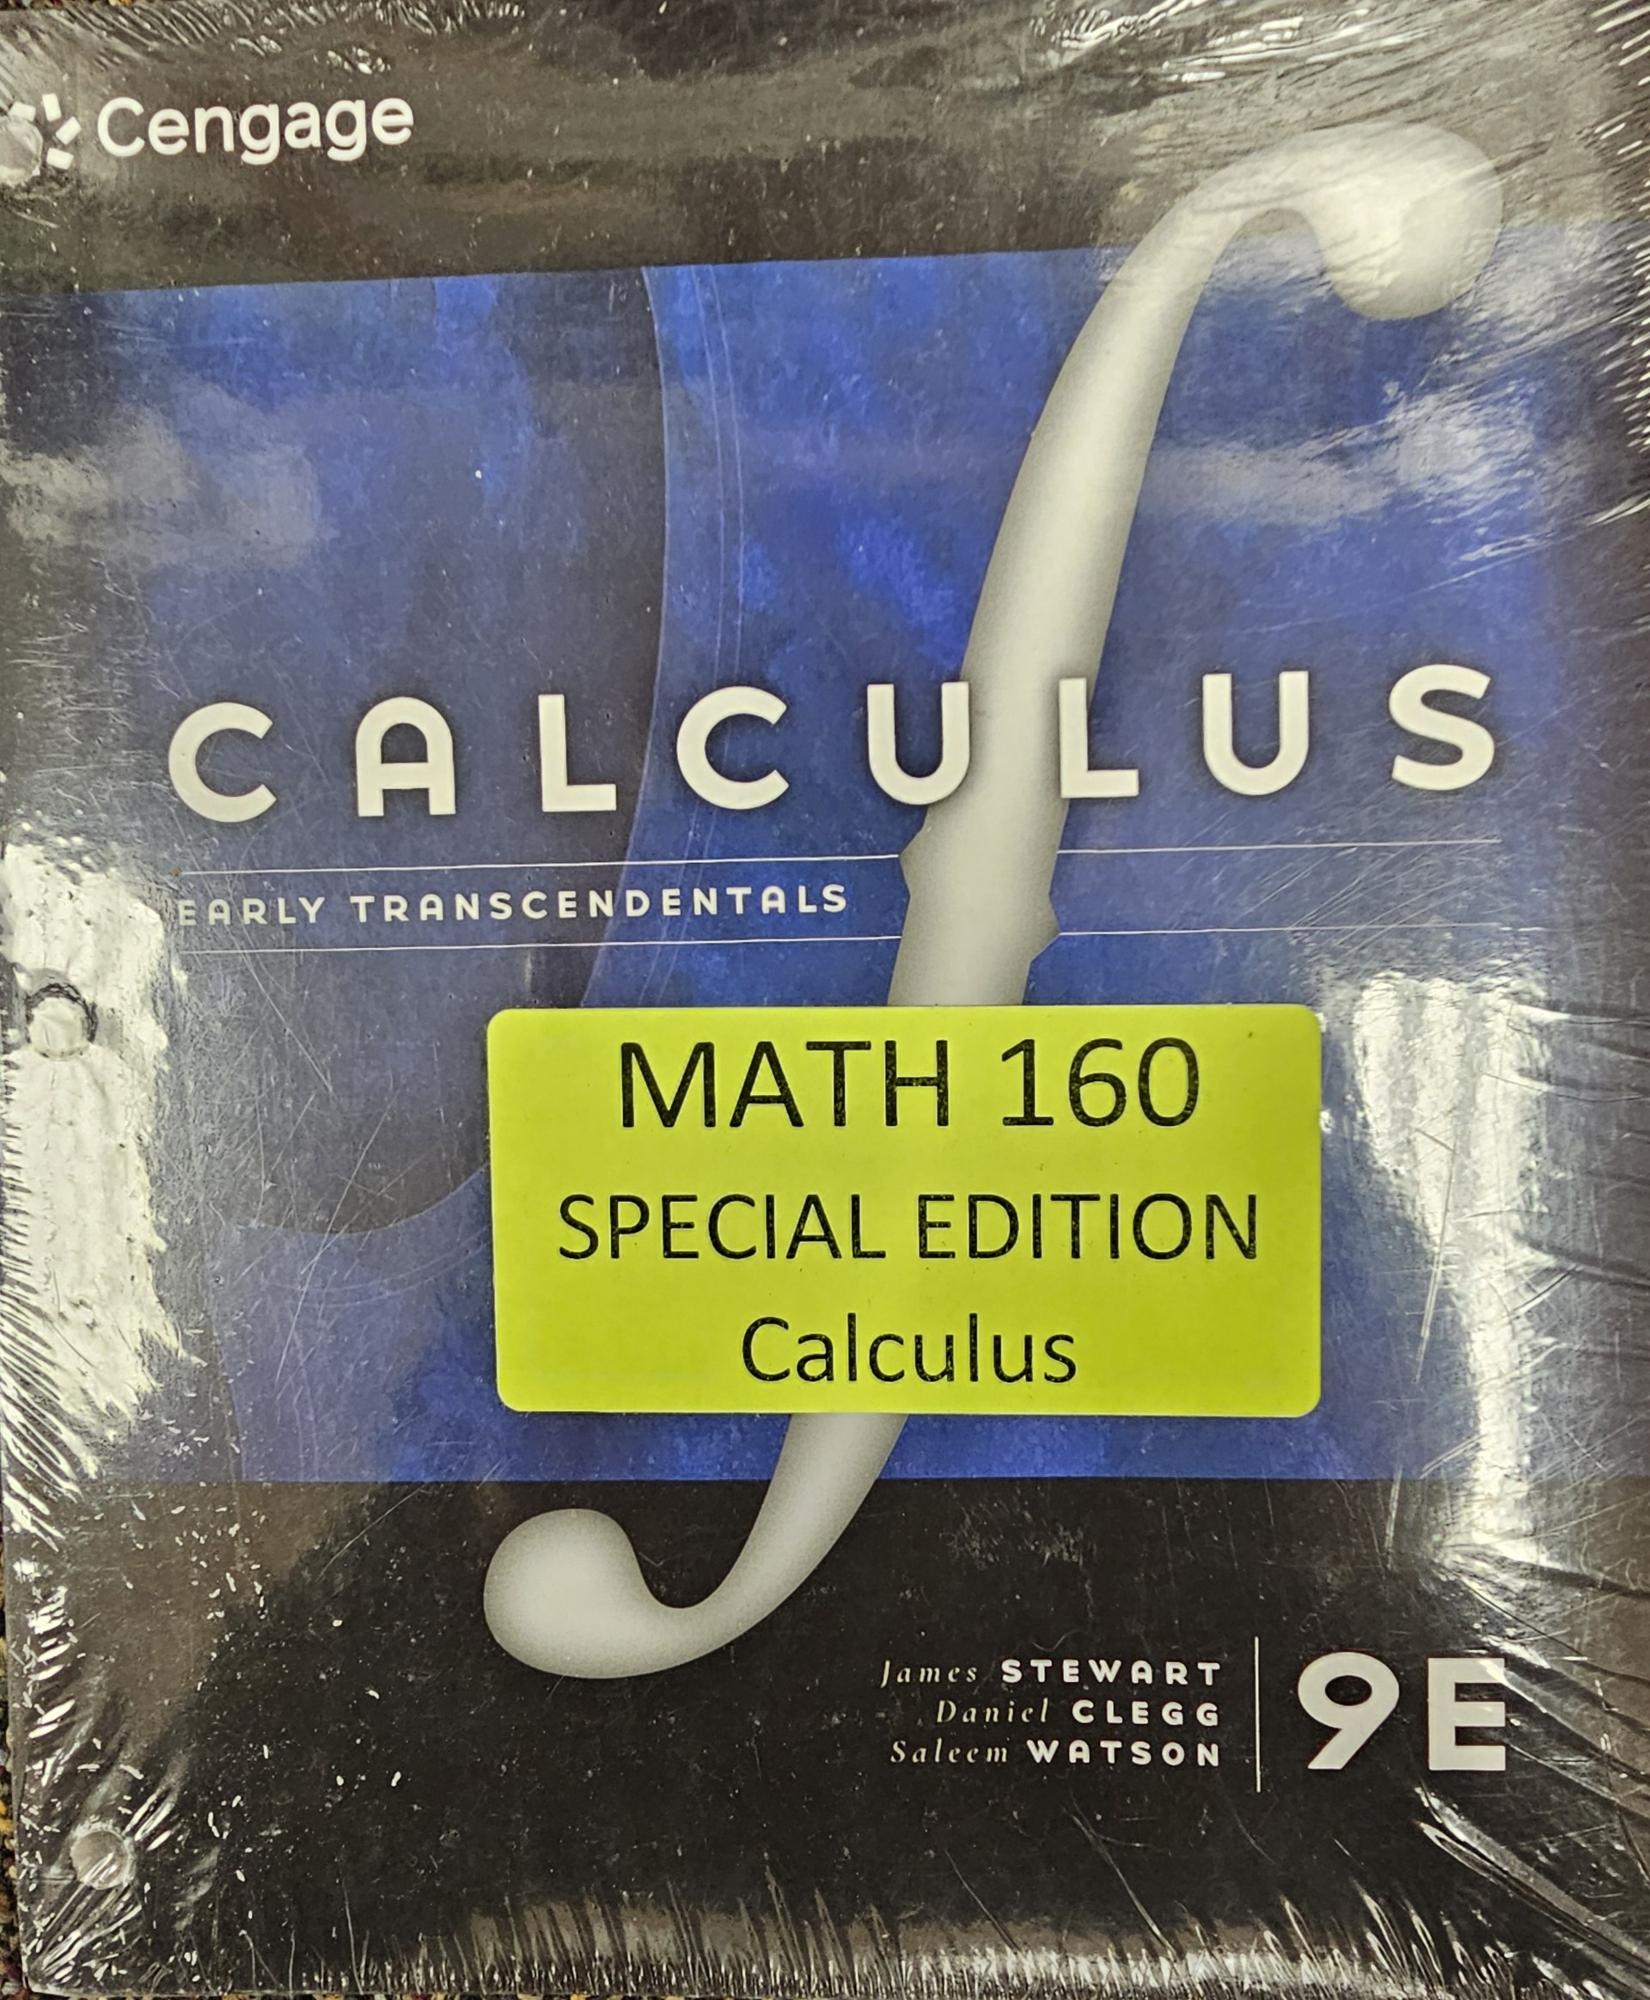 Cengage
CALCULUS
EARLY TRANSCENDENTALS
MATH 160
SPECIAL EDITION
Calculus
James STEWART
Daniel CLEGG
Saleem WATSON
9E